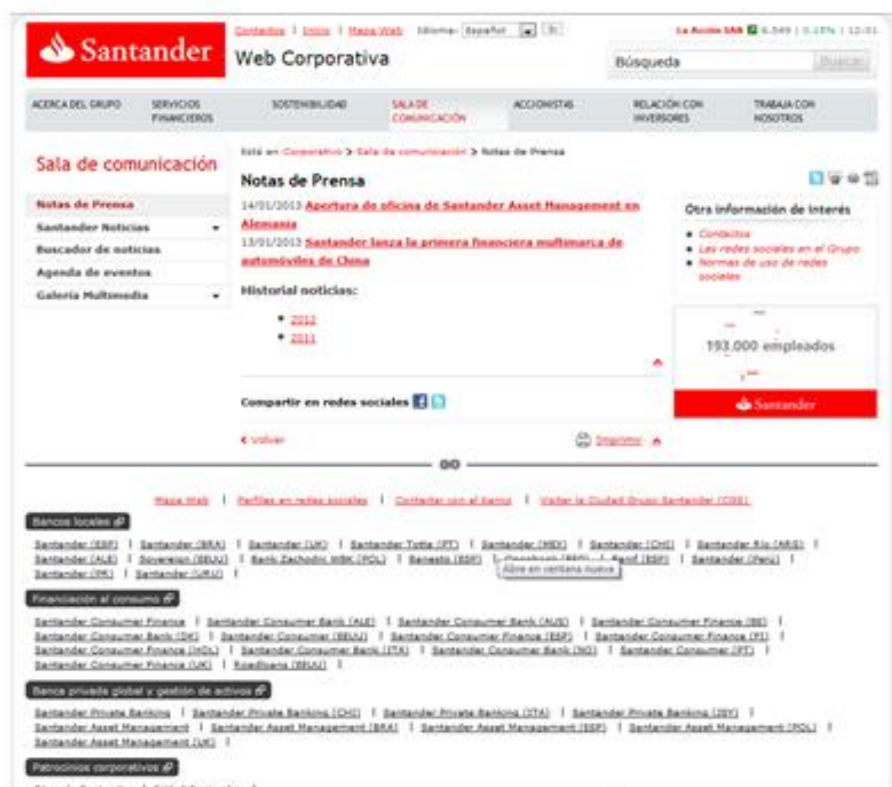 Santander
Contactos | Inicio | Mapa Web Idioma: Español Ir
La Acción SAN
Web Corporativa
Búsqueda Buscar
ACERCA DEL GRUPO
SERVICIOS FINANCIEROS
SOSTENIBILIDAD
SALA DE COMUNICACIÓN
ACCIONISTAS
RELACIÓN CON INVERSORES
TRABAJA CON NOSOTROS
Está en: Corporativo > Sala de comunicación > Notas de Prensa
Sala de comunicación
Notas de Prensa
Santander Noticias
Buscador de noticias
Agenda de eventos
Galería Multimedia
Notas de Prensa
14/01/2013 Apertura de oficina de Santander Asset Management en
Alemania
13/01/2013 Santander lanza la primera financiera multimarca de
automóviles de China
Historial noticias:
2012
2011
Compartir en redes sociales
volver
Imprimir
Otra información de interés
Contactos
Las redes sociales en el Grupo
Normas de uso de redes
sociales
193.000 empleados
Santander
Mapa Web | Perfiles en redes sociales | Contactar con el banco | Visitar la Ciudad Grupo Santander (CGS)
Bancos locales
Santander (ESP) | Santander (BRA) | Santander (UK) | Santander Totta (PT) | Santander (MEX) | Santander (CHI) | Santander Río (ARG) |
Santander (ALE) | Sovereign (EEUU) | Bank Zachodni WBK (POL) | Banesto (ESP) | Banif (ESP) | Santander (Perú) |
Abre en ventana nueva
Santander (PR) | Santander (URU) |
Financiación al consumo
Santander Consumer Finance | Santander Consumer Bank (ALE) | Santander Consumer Bank (AUS) | Santander Consumer Finance (BE) |
Santander Consumer Bank (DK) | Santander Consumer (EEUU) | Santander Consumer Finance (ESP) | Santander Consumer Finance (FI) |
Santander Consumer Finance (HOL) | Santander Consumer Bank (ITA) | Santander Consumer Bank (NO) | Santander Consumer (PT) |
Santander Consumer Finance (UK) | Roadloans (EEUU) |
Banca privada global y gestión de activos
Santander Private Banking | Santander Private Banking (CHI) | Santander Private Banking (ITA) | Santander Private Banking (JSY) |
Santander Asset Management | Santander Asset Management (BRA) | Santander Asset Management (ESP) | Santander Asset Management (POL) |
Santander Asset Management (UK) |
Patrocinios corporativos